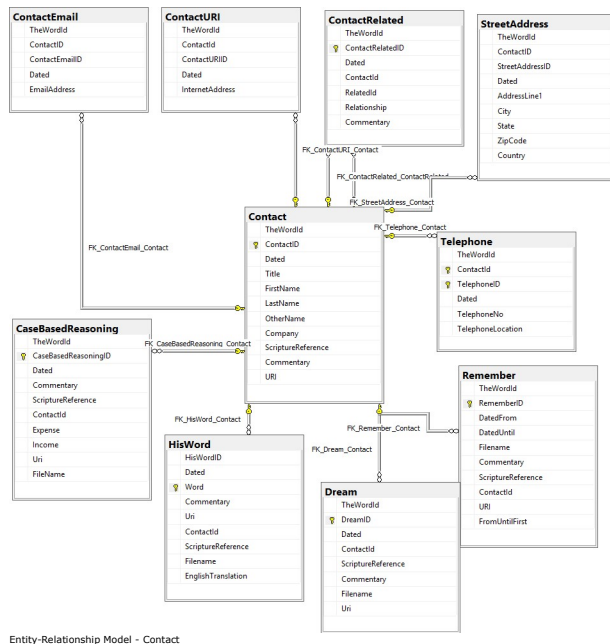 ContactEmail
TheWordId
ContactID
ContactEmailID
Dated
EmailAddress
ContactURI
TheWordId
ContactId
ContactURIID
Dated
InternetAddress
ContactRelated
TheWordId
ContactRelatedID
Dated
ContactId
RelatedId
Relationship
Commentary
StreetAddress
TheWordId
ContactID
StreetAddressID
Dated
AddressLine1
City
State
ZipCode
Country
FK_ContactURI_Contact
FK_ContactRelated_ContactRelated
FK_StreetAddress_Contact
FK_Telephone_Contact
FK_ContactEmail_Contact
Contact
TheWordId
ContactID
Dated
Title
FirstName
LastName
OtherName
Company
ScriptureReference
Commentary
URI
Telephone
TheWordId
ContactId
TelephoneID
Dated
TelephoneNo
TelephoneLocation
CaseBasedReasoning
TheWordId
CaseBasedReasoningID
Dated
Commentary
ScriptureReference
ContactId
Expense
Income
Uri
FileName
FK_CaseBasedReasoning_Contact
FK_HisWord_Contact
FK_Remember_Contact
FK_Dream_Contact
Remember
TheWordId
RememberID
DatedFrom
DatedUntil
Filename
Commentary
ScriptureReference
ContactId
URI
FromUntilFirst
HisWord
HisWordID
Dated
Word
Commentary
Uri
ContactId
ScriptureReference
Filename
EnglishTranslation
Dream
TheWordId
DreamID
Dated
ContactId
ScriptureReference
Commentary
Filename
Uri
Entity-Relationship Model - Contact